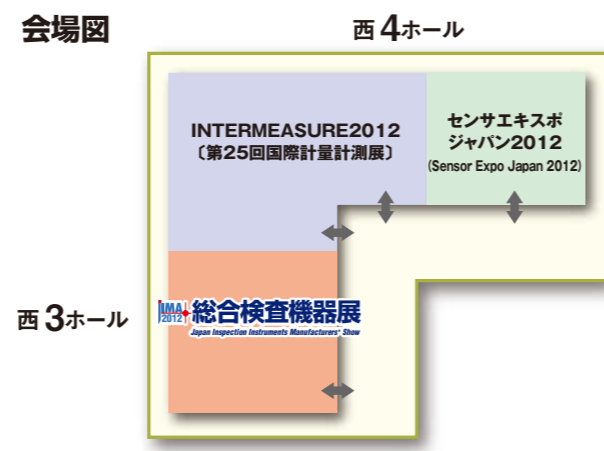 会場図
西4ホール
INTERMEASURE2012
〔第25回国際計量計測展〕
センサエキスポ
ジャパン2012
(Sensor Expo Japan 2012)
西3ホール
JIMA
2012
総合検査機器展
Japan Inspection Instruments Manufacturers' Show